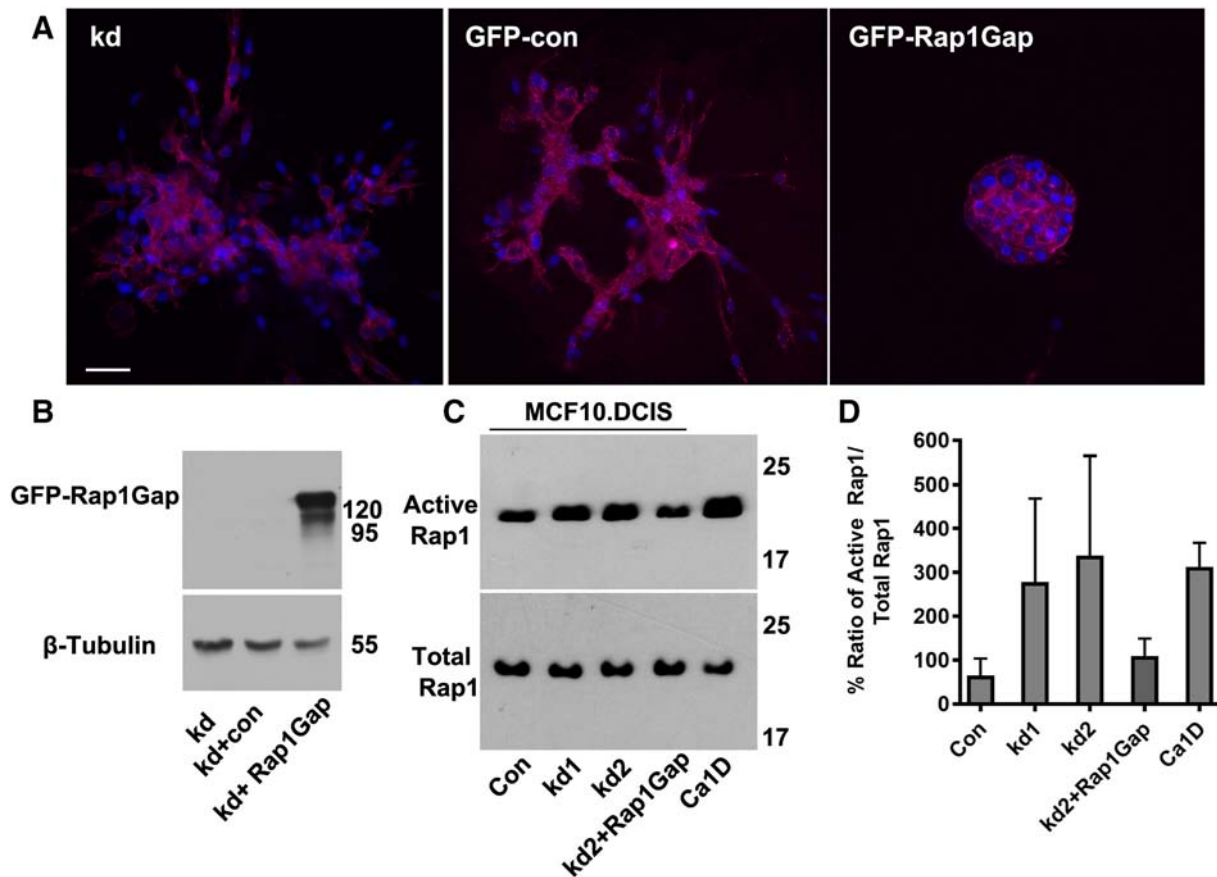 A
kd
GFP-con
GFP-Rap1Gap
B
GFP-Rap1Gap
120
95
β-Tubulin
55
kd
kd+con
kd+ Rap1Gap
C
MCF10.DCIS
25
Active
Rap1
17
25
Total
Rap1
17
Con
kd1
kd2
kd2+Rap1Gap
Ca1D
D
% Ratio of Active Rap1/
Total Rap1
600
500
400
300
200
100
0
Con
kd1
kd2
kd2+Rap1Gap
Ca1D